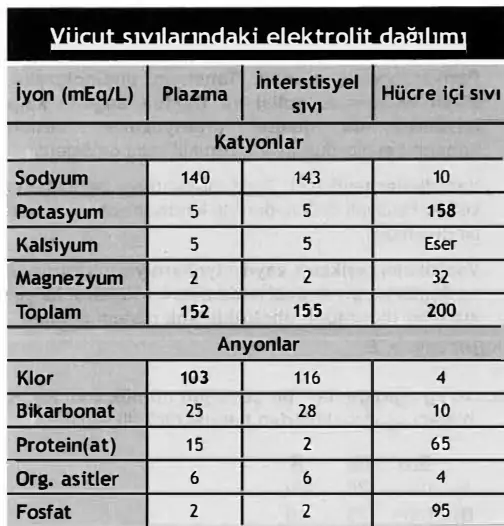 Vücut sıvılarındaki elektrolit dağılımı
İyon (mEq/L) Plazma İnterstisyel sıvı Hücre içi sıvı
Katyonlar
Sodyum 140 143 10
Potasyum 5 5 158
Kalsiyum 5 5 Eser
Magnezyum 2 2 32
Toplam 152 155 200
Anyonlar
Klor 103 116 4
Bikarbonat 25 28 10
Protein(at) 15 2 65
Org. asitler 6 6 4
Fosfat 2 2 95